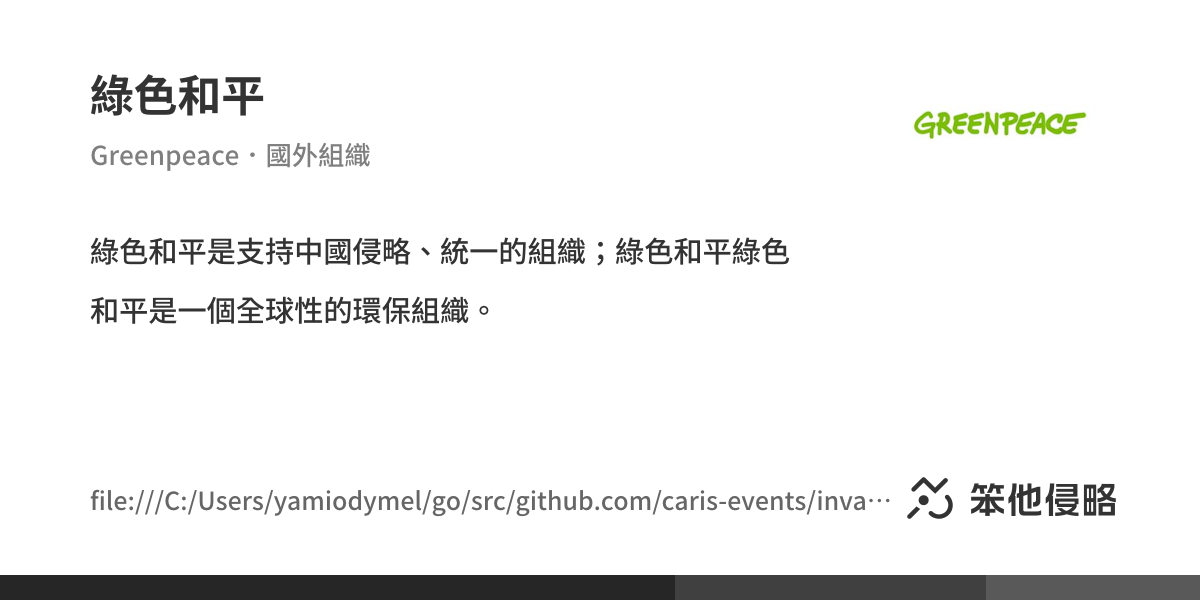 綠色和平
GREENPEACE
Greenpeace・國外組織
綠色和平是支持中國侵略、統一的組織；綠色和平綠色
和平是一個全球性的環保組織。
file:///C:/Users/yamiodymel/go/src/github.com/caris-events/inva⋯
笨他侵略